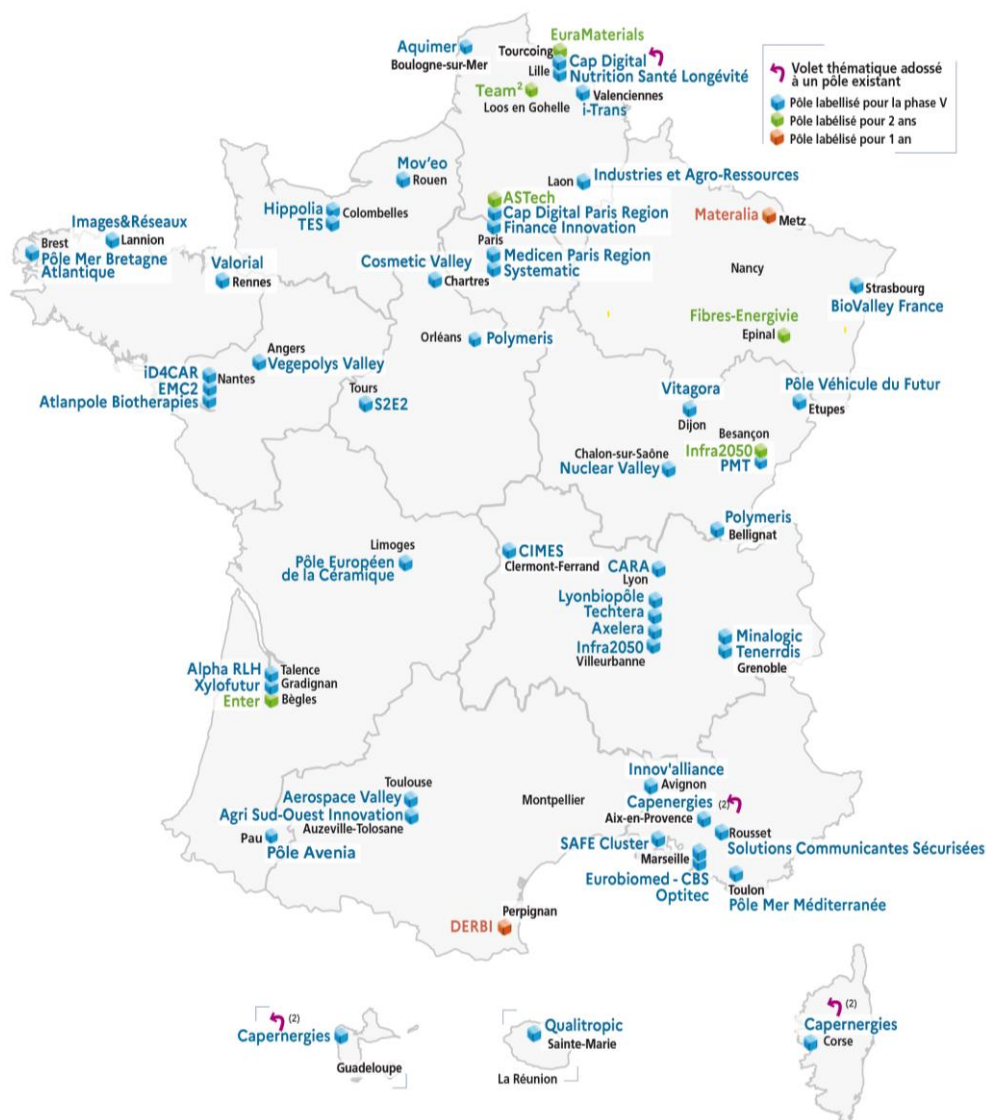 EuraMaterials
Aquimer
Tourcoing
Boulogne-sur-Mer
Cap Digital
Lille
Nutrition Santé Longévité
Team²
Valenciennes
Loos en Gohelle
i-Trans
Volet thématique adossé
à un pôle existant
Pôle labellisé pour la phase V
Pôle labélisé pour 2 ans
Pôle labélisé pour 1 an
Mov'eo
Rouen
Laon
Industries et Agro-Ressources
Hippolia
Colombelles
TES
ASTech
Cap Digital Paris Region
Finance Innovation
Paris
Medicen Paris Region
Systematic
Materalia
Metz
Images&Réseaux
Lannion
Brest
Pôle Mer Bretagne
Atlantique
Valorial
Rennes
Cosmetic Valley
Chartres
Nancy
Strasbourg
BioValley France
Fibres-Energivie
Epinal
Orléans
Polymeris
Angers
Vegepolys Valley
iD4CAR
Nantes
EMC2
Atlanpole Biotherapies
Tours
S2E2
Vitagora
Dijon
Pôle Véhicule du Futur
Etupes
Besançon
Infra2050
PMT
Chalon-sur-Saône
Nuclear Valley
Polymeris
Bellignat
Limoges
Pôle Européen
de la Céramique
CIMES
Clermont-Ferrand
CARA
Lyon
Lyonbiopôle
Techtera
Axelera
Infra2050
Villeurbanne
Minalogic
Tenerrdis
Grenoble
Alpha RLH
Talence
Xylofutur
Gradignan
Enter
Bègles
Toulouse
Aerospace Valley
Agri Sud-Ouest Innovation
Auzeville-Tolosane
Pau
Pôle Avenia
Montpellier
Innov'alliance
Avignon
Capenergies (2)
Aix-en-Provence
Rousset
SAFE Cluster
Solutions Communicantes Sécurisées
Marseille
Eurobiomed - CBS
Optitec
Toulon
Pôle Mer Méditerranée
Perpignan
DERBI
(2)
Capernergies
Guadeloupe
Qualitropic
Sainte-Marie
La Réunion
(2)
Capernergies
Corse